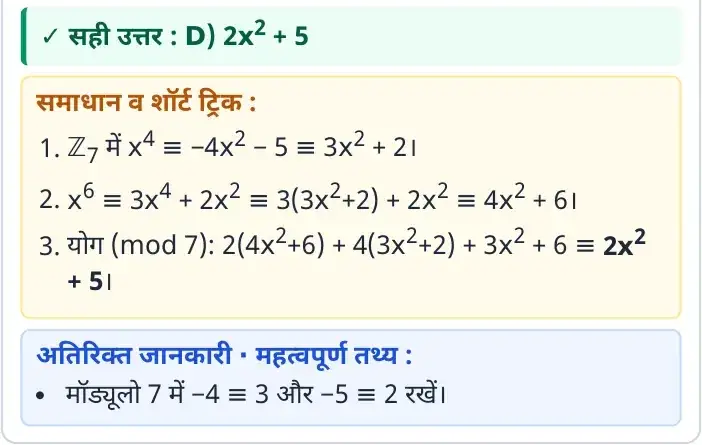 ✓ सही उत्तर : D) 2x² + 5
समाधान व शॉर्ट ट्रिक :
1. ℤ₇ में x⁴ ≡ −4x² − 5 ≡ 3x² + 2।
2. x⁶ ≡ 3x⁴ + 2x² ≡ 3(3x²+2) + 2x² ≡ 4x² + 6।
3. योग (mod 7): 2(4x²+6) + 4(3x²+2) + 3x² + 6 ≡ 2x²
+ 5।
अतिरिक्त जानकारी · महत्वपूर्ण तथ्य :
• मॉड्यूलो 7 में −4 ≡ 3 और −5 ≡ 2 रखें।